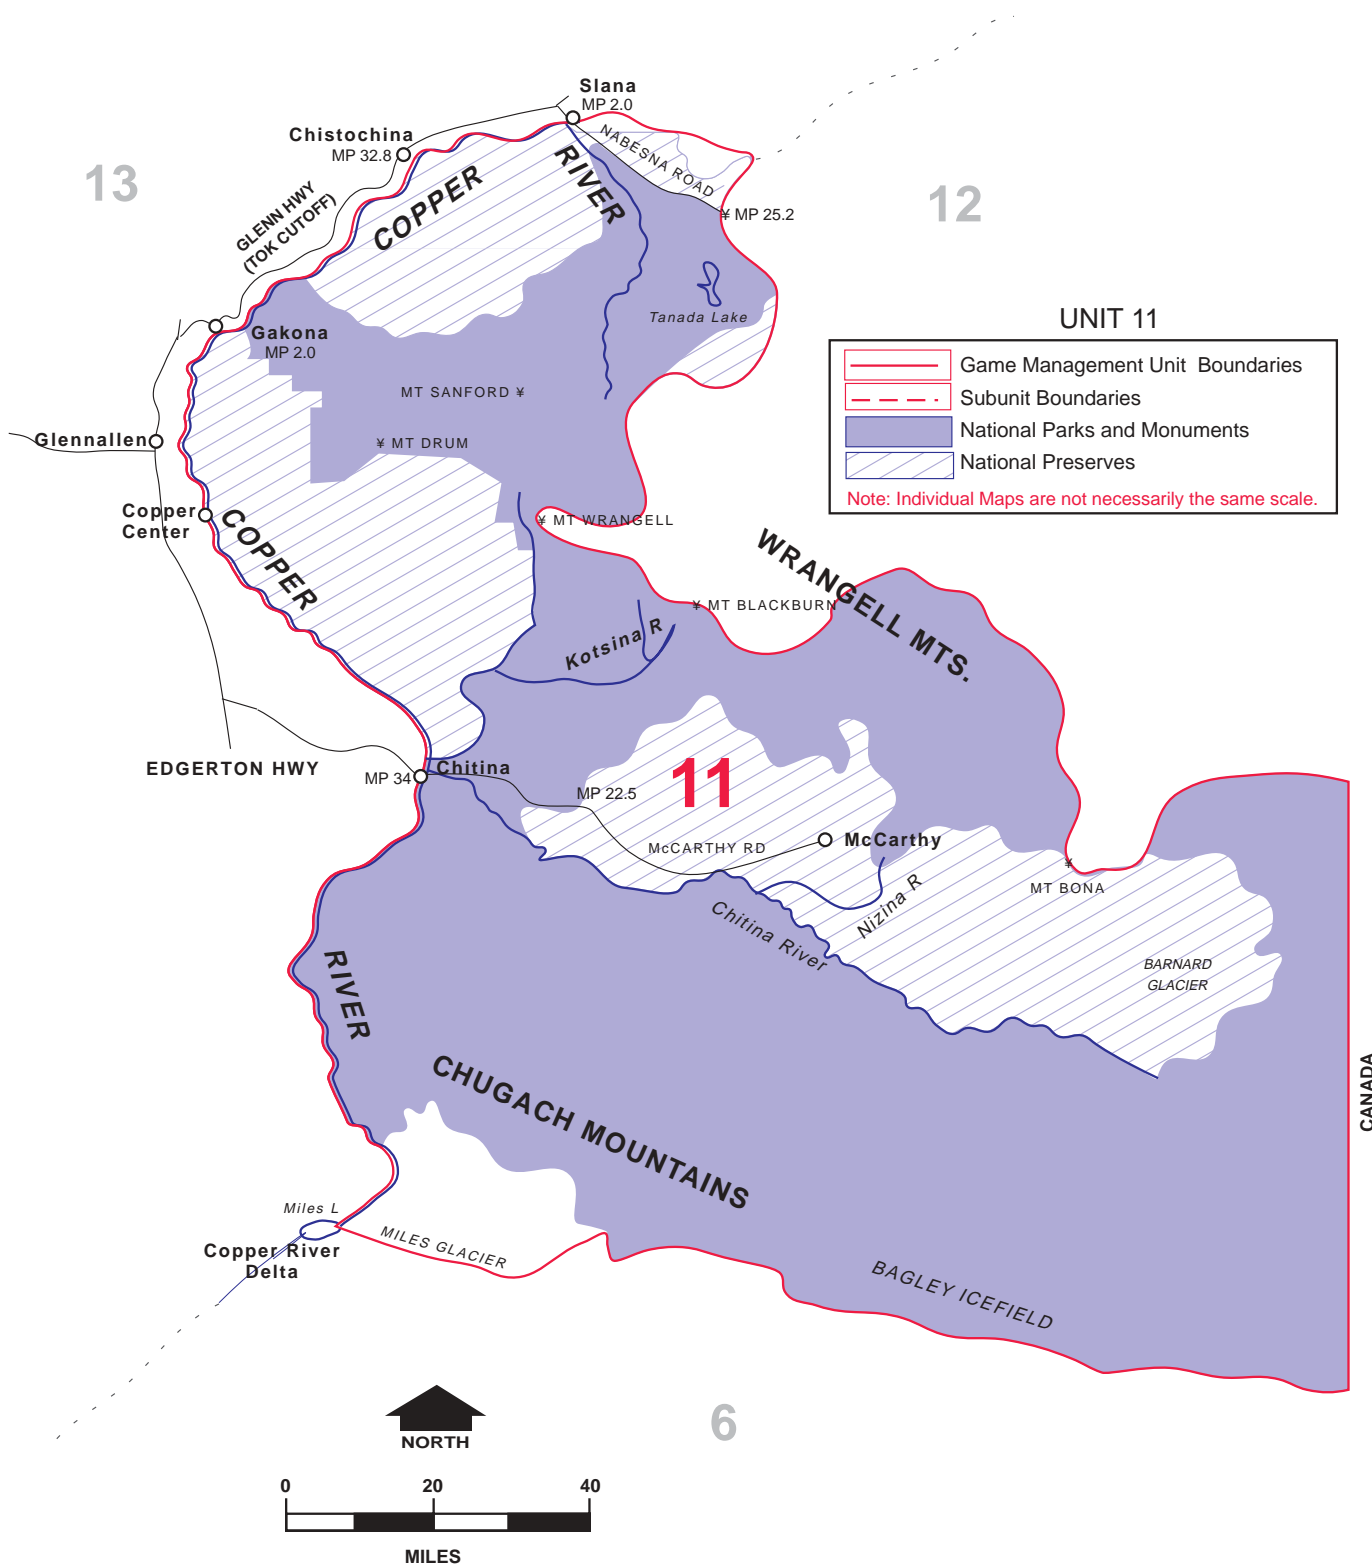 Slana
MP 2.0
Chistochina
MP 32.8
NABESNA ROAD
13
COPPER
RIVER
12
MP 25.2
GLENN HWY
(TOK CUTOFF)
Tanada Lake
Gakona
MP 2.0
UNIT 11
Game Management Unit Boundaries
Subunit Boundaries
National Parks and Monuments
National Preserves
Note: Individual Maps are not necessarily the same scale.
MT SANFORD ¥
¥ MT DRUM
Glennallen
Copper
Center
COPPER
¥ MT WRANGELL
WRANGELL MTS.
¥ MT BLACKBURN
Kotsina R
EDGERTON HWY
MP 34
Chitina
11
MP 22.5
McCARTHY RD
McCarthy
¥
MT BONA
Nizina R
Chitina River
BARNARD
GLACIER
RIVER
CHUGACH MOUNTAINS
CANADA
Miles L
Copper River
Delta
MILES GLACIER
BAGLEY ICEFIELD
6
NORTH
0 20 40
MILES